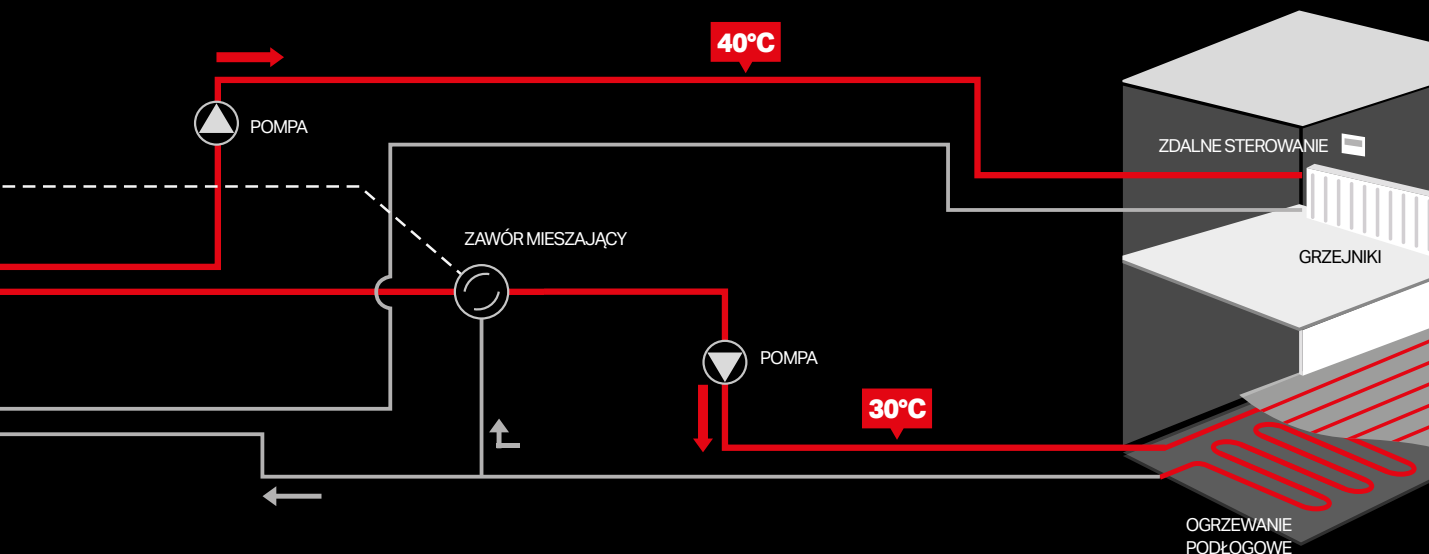 40°C
POMPA
ZDALNE STEROWANIE
ZAWÓR MIESZAJĄCY
GRZEJNIKI
POMPA
30°C
OGRZEWANIE
PODŁOGOWE